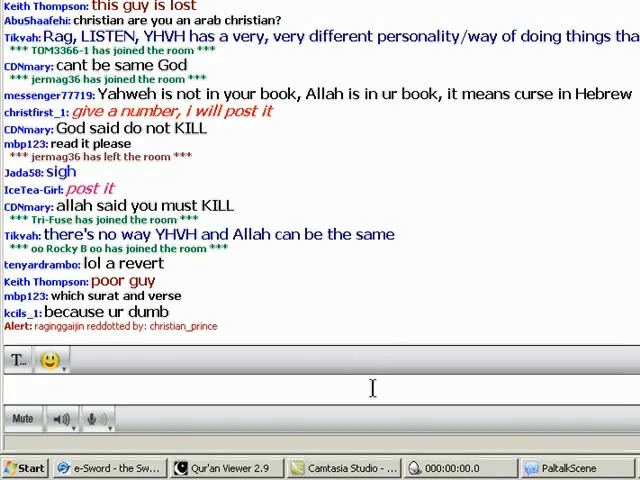 Keith Thompson: this guy is lost
AbuShaafehi: christian are you an arab christian?
Tikvah: Rag, LISTEN, YHVH has a very, very different personality/way of doing things tha
*** TOM3366-1 has joined the room ***
CDNmary: cant be same God
*** jermag36 has joined the room ***
messenger77719: Yahweh is not in your book, Allah is in ur book, it means curse in Hebrew
christfirst_1: give a number, i will post it
CDNmary: God said do not KILL
mbp123: read it please
*** jermag36 has left the room ***
Jada58: sigh
IceTea-Girl: post it
CDNmary: allah said you must KILL
*** Tri-Fuse has joined the room ***
Tikvah: there's no way YHVH and Allah can be the same
*** oo Rocky B oo has joined the room ***
tenyardrambo: lol a revert
Keith Thompson: poor guy
mbp123: which surat and verse
kcils_1: because ur dumb
Alert: raginggaijin reddotted by: christian_prince
T...
Mute
Start e-Sword - the Sw... Qur'an Viewer 2.9 Camtasia Studio - ... 000:00:00.0 PaltalkScene